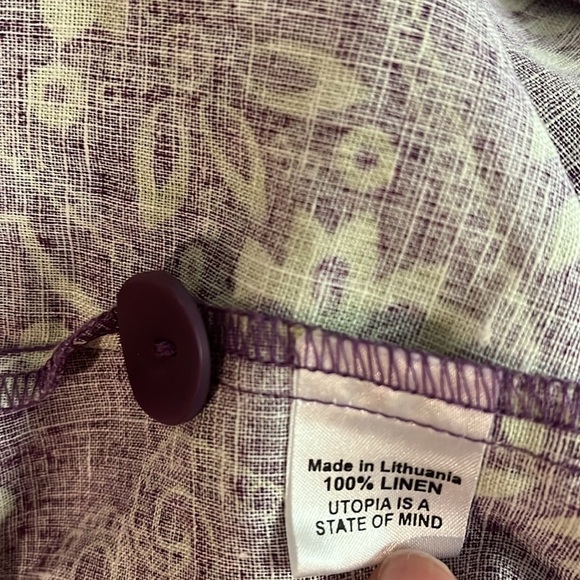 Made in Lithuania
100% LINEN
UTOPIA IS A
STATE OF MIND